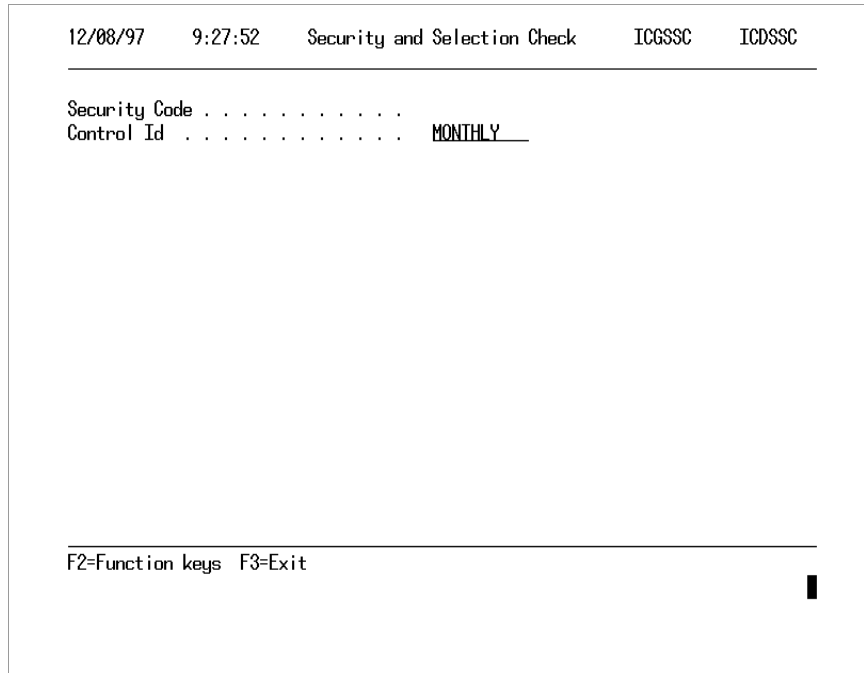 12/08/97 9:27:52 Security and Selection Check ICGSSC ICDSSC
Security Code . . . . . . . . . . .
Control Id . . . . . . . . . . . . MONTHLY
F2=Function keys F3=Exit